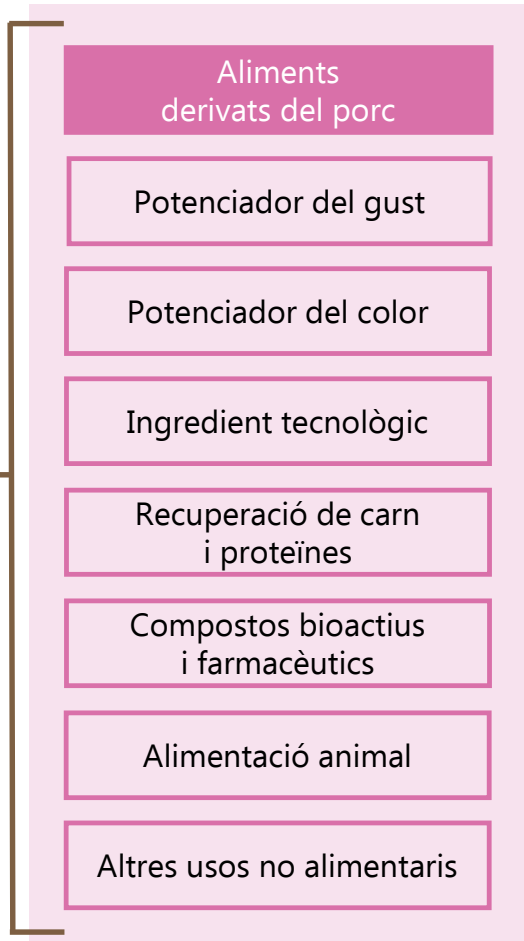 Aliments
derivats del porc
Potenciador del gust
Potenciador del color
Ingredient tecnològic
Recuperació de carn
i proteïnes
Compostos bioactius
i farmacèutics
Alimentació animal
Altres usos no alimentaris